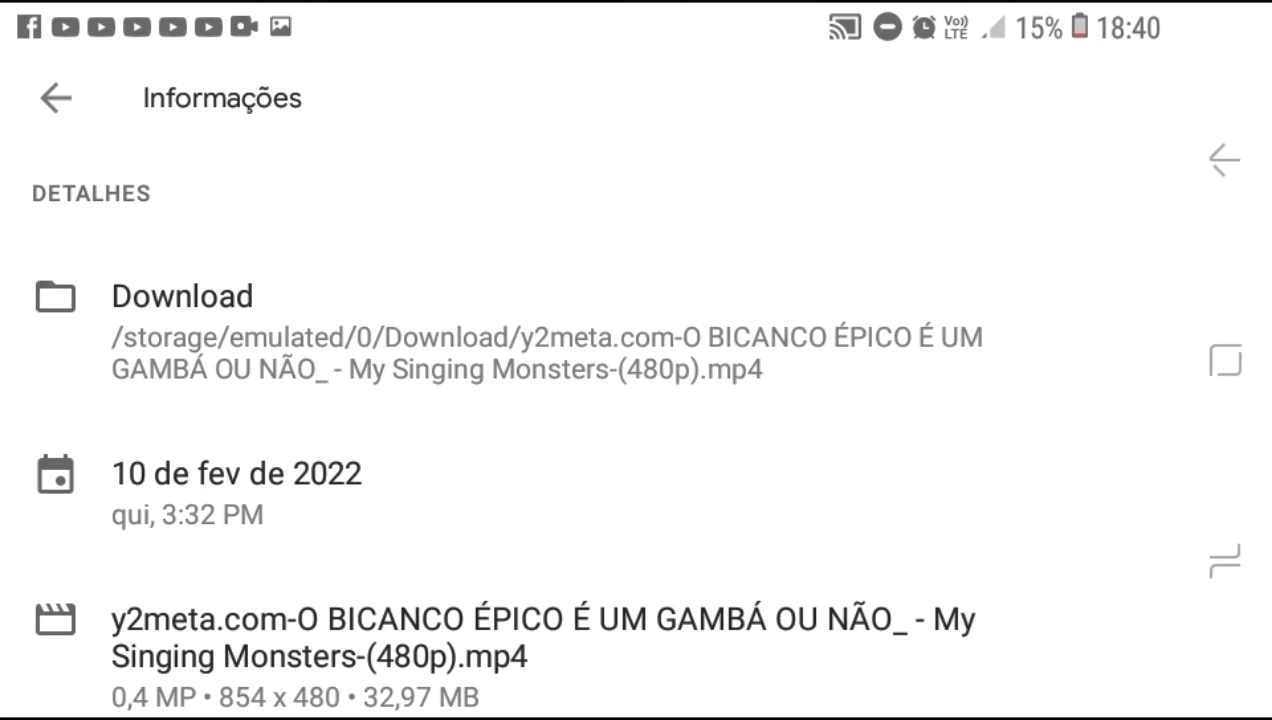 Vo)) LTE 15% 18:40
Informações
DETALHES
Download
/storage/emulated/0/Download/y2meta.com-O BICANCO ÉPICO É UM
GAMBÁ OU NÃO_ - My Singing Monsters-(480p).mp4
10 de fev de 2022
qui, 3:32 PM
y2meta.com-O BICANCO ÉPICO É UM GAMBÁ OU NÃO_ - My
Singing Monsters-(480p).mp4
0,4 MP • 854 x 480 • 32,97 MB